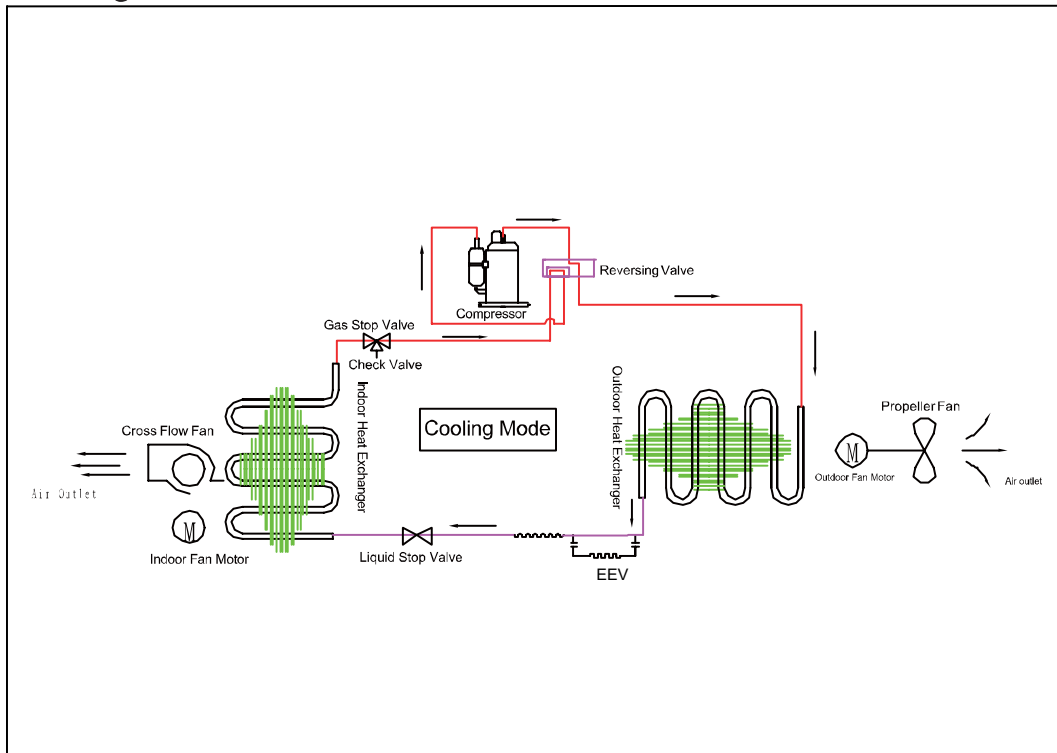 Reversing Valve
Compressor
Gas Stop Valve
Check Valve
Indoor Heat Exchanger
Cooling Mode
Outdoor Heat Exchanger
Propeller Fan
Cross Flow Fan
M
Outdoor Fan Motor
Air outlet
Air Outlet
M
Indoor Fan Motor
Liquid Stop Valve
EEV